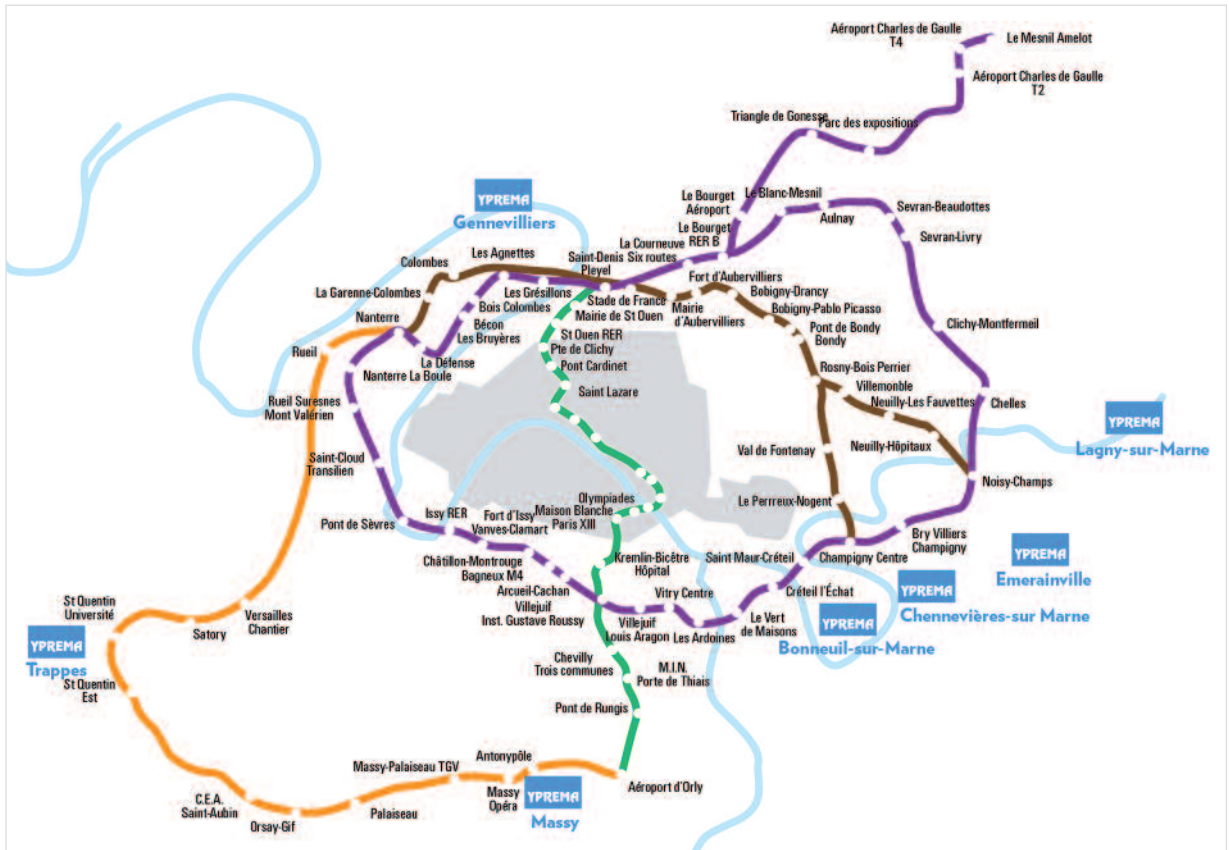 Aéroport Charles de Gaulle
T4
Le Mesnil Amelot
Aéroport Charles de Gaulle
T2
Triangle de Gonesse
Parc des expositions
YPREMA
Gennevilliers
Le Bourget
Aéroport
Le Blanc-Mesnil
Aulnay
Sevran-Beaudottes
Sevran-Livry
Le Bourget
RER B
La Courneuve
Six routes
Saint-Denis
Pleyel
Les Agnettes
Colombes
La Garenne-Colombes
Nanterre
Rueil
Les Grésillons
Bois Colombes
Bécon
Les Bruyères
La Défense
Nanterre La Boule
Stade de France
Mairie de St Ouen
Mairie
d'Aubervilliers
Fort d'Aubervilliers
Bobigny-Drancy
Bobigny-Pablo Picasso
Pont de Bondy
Bondy
St Ouen RER
Pte de Clichy
Pont Cardinet
Saint Lazare
Clichy-Montfermeil
Rosny-Bois Perrier
Villemonble
Neuilly-Les Fauvettes
Chelles
Rueil Suresnes
Mont Valérien
YPREMA
Lagny-sur-Marne
Val de Fontenay
Neuilly-Hôpitaux
Saint-Cloud
Transilien
Noisy-Champs
Le Perrreux-Nogent
Olympiades
Maison Blanche
Paris XIII
Pont de Sèvres
Issy RER
Fort d'Issy
Vanves-Clamart
Bry Villiers
Champigny
Châtillon-Montrouge
Bagneux M4
Kremlin-Bicêtre
Hôpital
Saint Maur-Créteil
Champigny Centre
YPREMA
Emerainville
Arcueil-Cachan
Villejuif
Inst. Gustave Roussy
Vitry Centre
Créteil l'Échat
YPREMA
Chennevières-sur Marne
St Quentin
Université
Satory
Versailles
Chantier
Villejuif
Louis Aragon
Les Ardoines
Le Vert
de Maisons
YPREMA
Bonneuil-sur-Marne
YPREMA
Trappes
St Quentin
Est
Chevilly
Trois communes
M.I.N.
Porte de Thiais
Pont de Rungis
Antonypôle
Massy-Palaiseau TGV
Massy
Opéra
YPREMA
Massy
Aéroport d'Orly
C.E.A.
Saint-Aubin
Orsay-Gif
Palaiseau